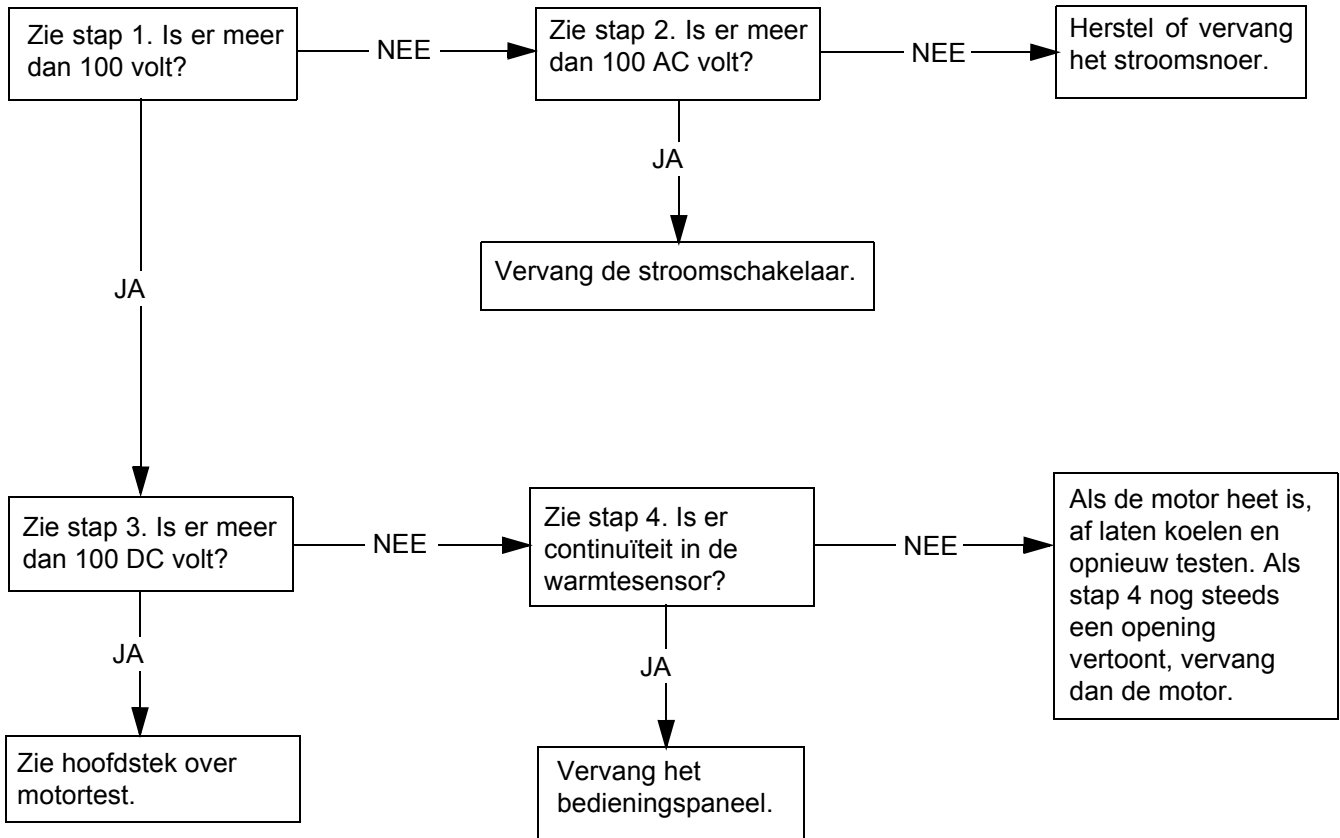 Zie stap 1. Is er meer
dan 100 volt?
NEE
Zie stap 2. Is er meer
dan 100 AC volt?
NEE
Herstel of vervang
het stroomsnoer.
JA
Vervang de stroomschakelaar.
JA
Zie stap 3. Is er meer
dan 100 DC volt?
NEE
Zie stap 4. Is er
continuïteit in de
warmtesensor?
NEE
Als de motor heet is,
af laten koelen en
opnieuw testen. Als
stap 4 nog steeds
een opening
vertoont, vervang
dan de motor.
JA
JA
Zie hoofdstek over
motortest.
Vervang het
bedieningspaneel.